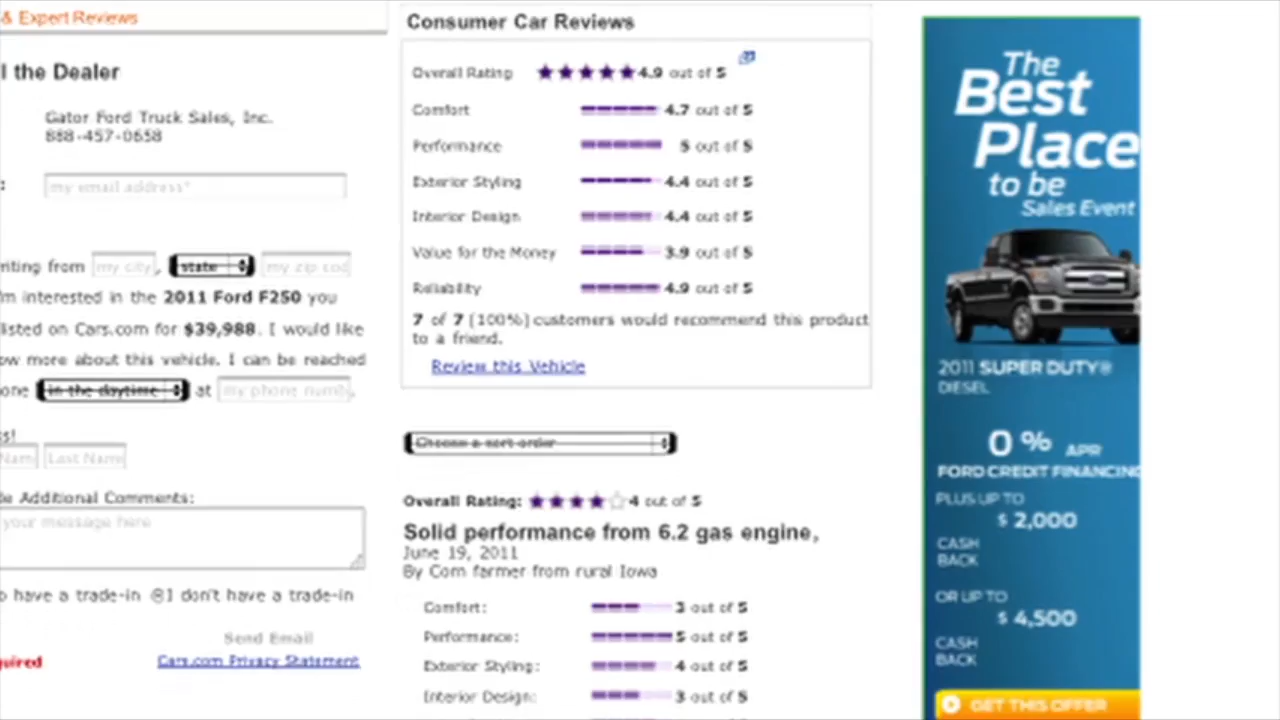 & Expert Reviews
l the Dealer
Gator Ford Truck Sales, Inc.
888-457-0658
:
my email address*
riting from my city, state my zip cod
'm interested in the 2011 Ford F250 you
listed on Cars.com for $39,988. I would like
ow more about this vehicle. I can be reached
one in the daytime at my phone numb
s!
Nam Last Name
de Additional Comments:
your message here
o have a trade-in I don't have a trade-in
Send Email
quired Cars.com Privacy Statement
Consumer Car Reviews
Overall Rating 4.9 out of 5
Comfort 4.7 out of 5
Performance 5 out of 5
Exterior Styling 4.4 out of 5
Interior Design 4.4 out of 5
Value for the Money 3.9 out of 5
Reliability 4.9 out of 5
7 of 7 (100%) customers would recommend this product
to a friend.
Review this Vehicle
Choose a sort order
Overall Rating: 4 out of 5
Solid performance from 6.2 gas engine,
June 19, 2011
By Corn farmer from rural Iowa
Comfort: 3 out of 5
Performance: 5 out of 5
Exterior Styling: 4 out of 5
Interior Design: 3 out of 5
The
Best
Place
to be
Sales Event
2011 SUPER DUTY®
DIESEL
0% APR
FORD CREDIT FINANCING
PLUS UP TO
$2,000
CASH
BACK
OR UP TO
$4,500
CASH
BACK
GET THIS OFFER